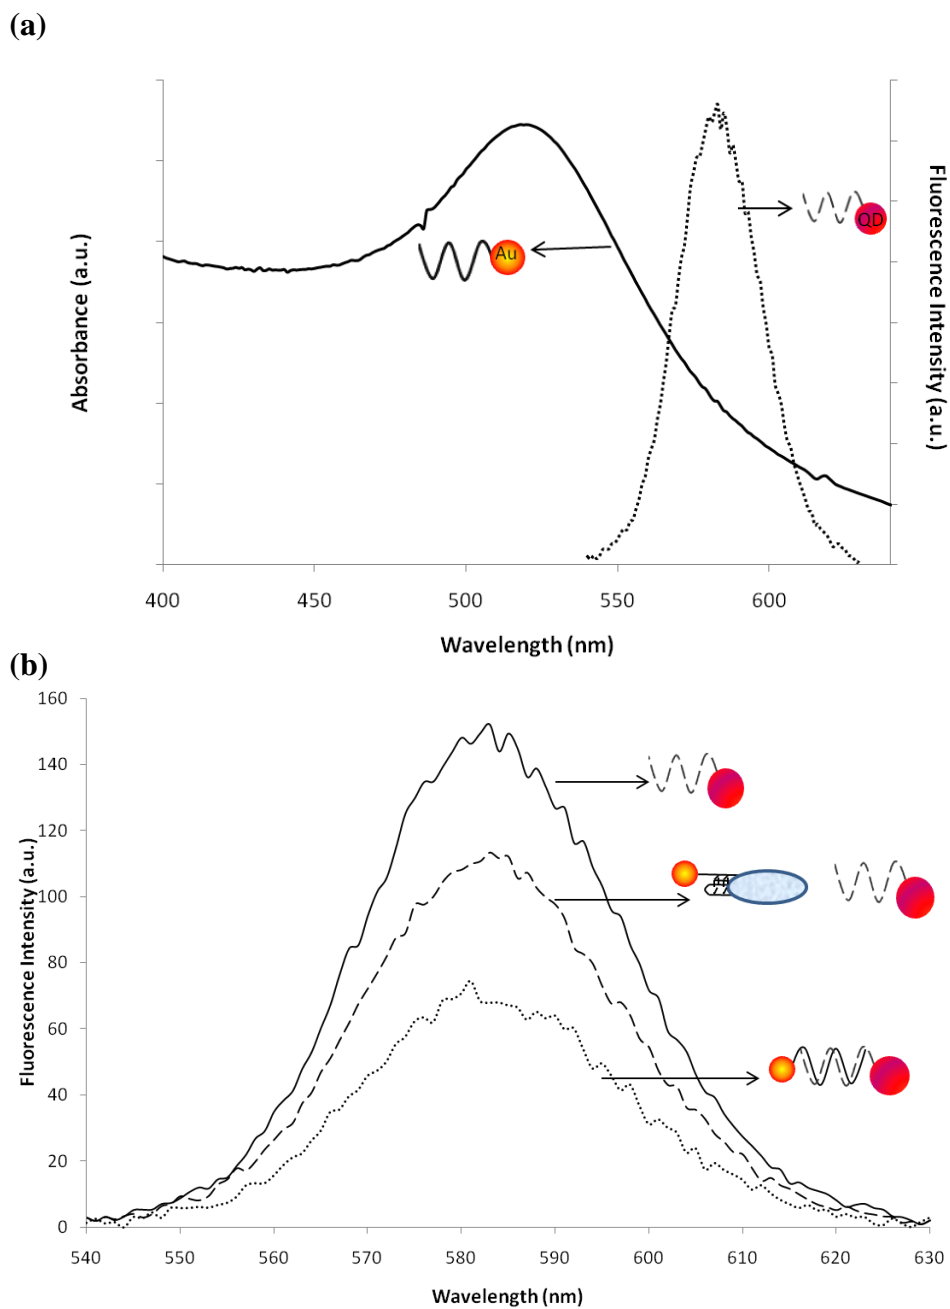 (a)
Absorbance (a.u.)
Fluorescence Intensity (a.u.)
Au
QD
400 450 500 550 600
Wavelength (nm)
(b)
160
140
120
100
80
60
40
20
0
Fluorescence Intensity (a.u.)
540 550 560 570 580 590 600 610 620 630
Wavelength (nm)